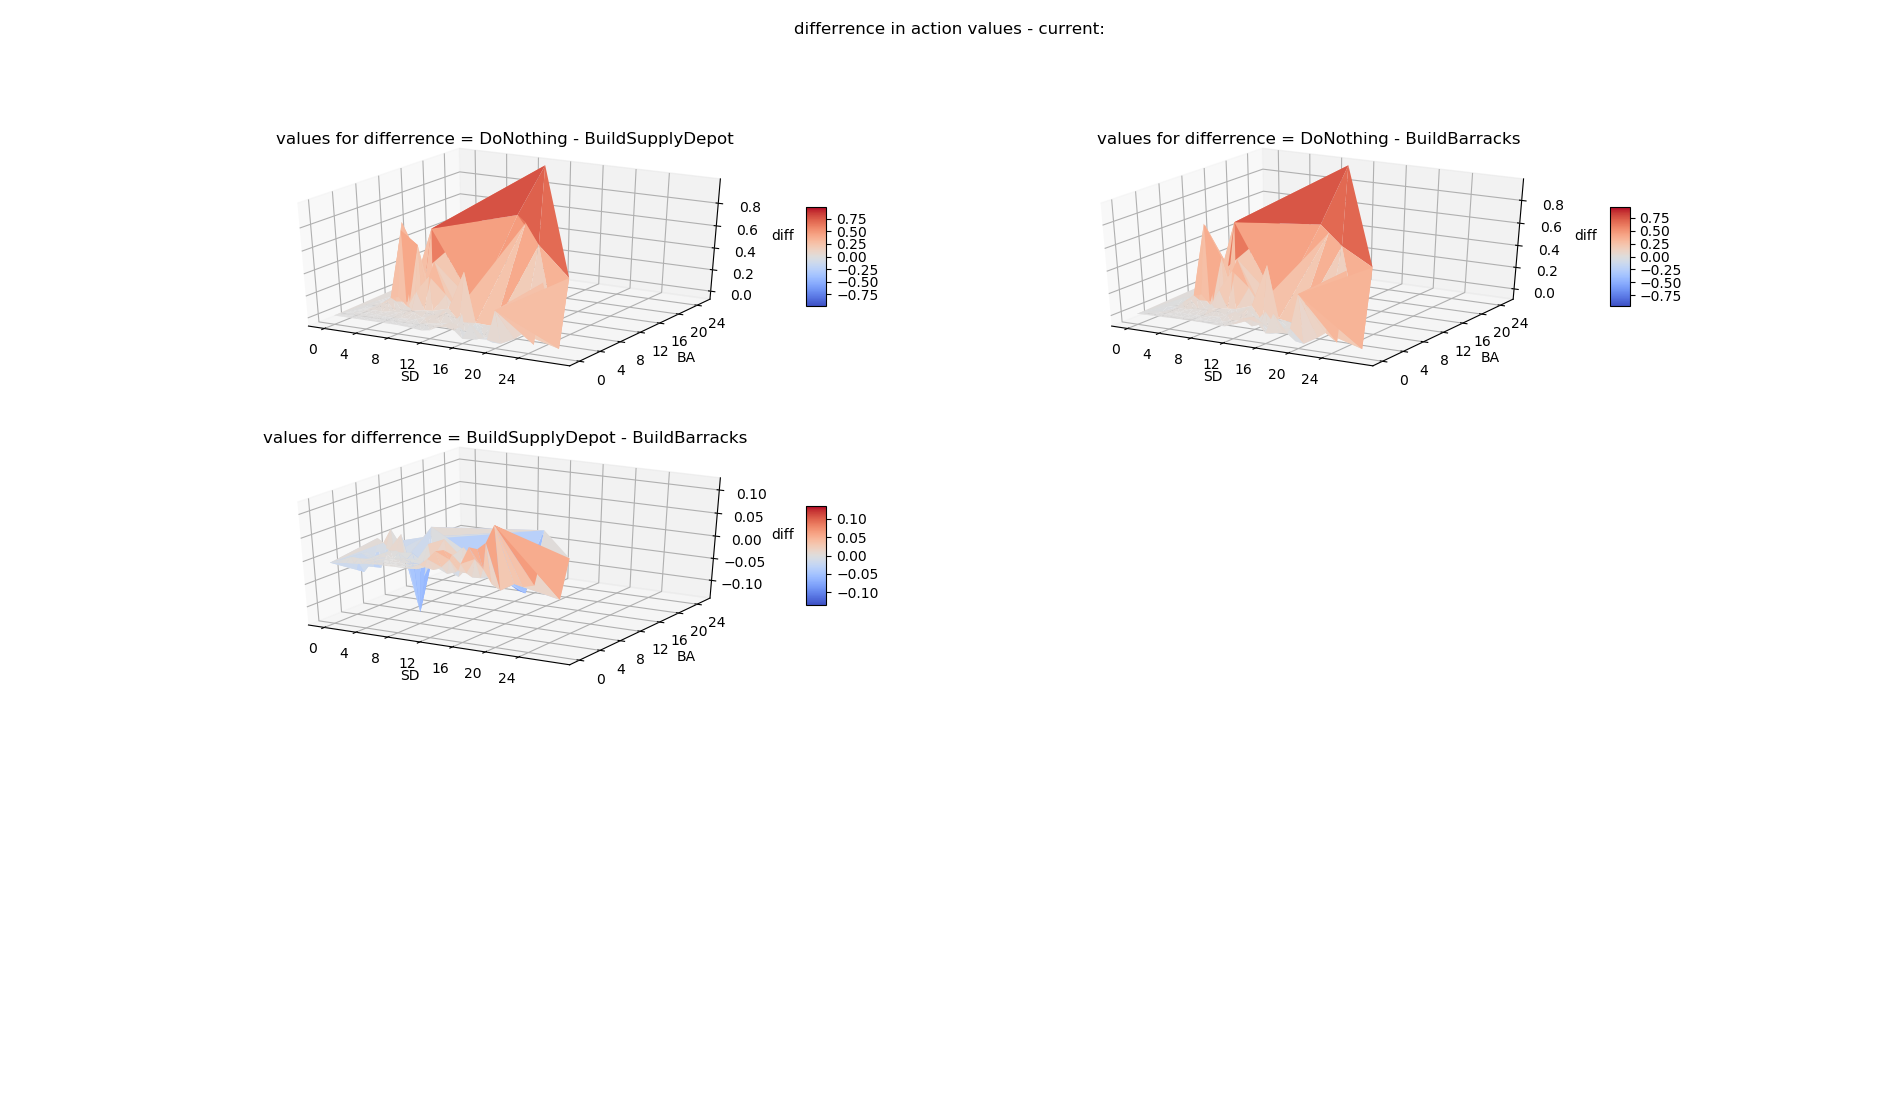 differrence in action values - current:
values for differrence = DoNothing - BuildSupplyDepot
0.8
0.6
0.4
0.2
0.0
diff
0.75
0.50
0.25
0.00
−0.25
−0.50
−0.75
0 4 8 12 16 20 24
SD
0 4 8 12 16 20 24
BA
values for differrence = DoNothing - BuildBarracks
0.8
0.6
0.4
0.2
0.0
diff
0.75
0.50
0.25
0.00
−0.25
−0.50
−0.75
0 4 8 12 16 20 24
SD
0 4 8 12 16 20 24
BA
values for differrence = BuildSupplyDepot - BuildBarracks
0.10
0.05
0.00
−0.05
−0.10
diff
0.10
0.05
0.00
−0.05
−0.10
0 4 8 12 16 20 24
SD
0 4 8 12 16 20 24
BA